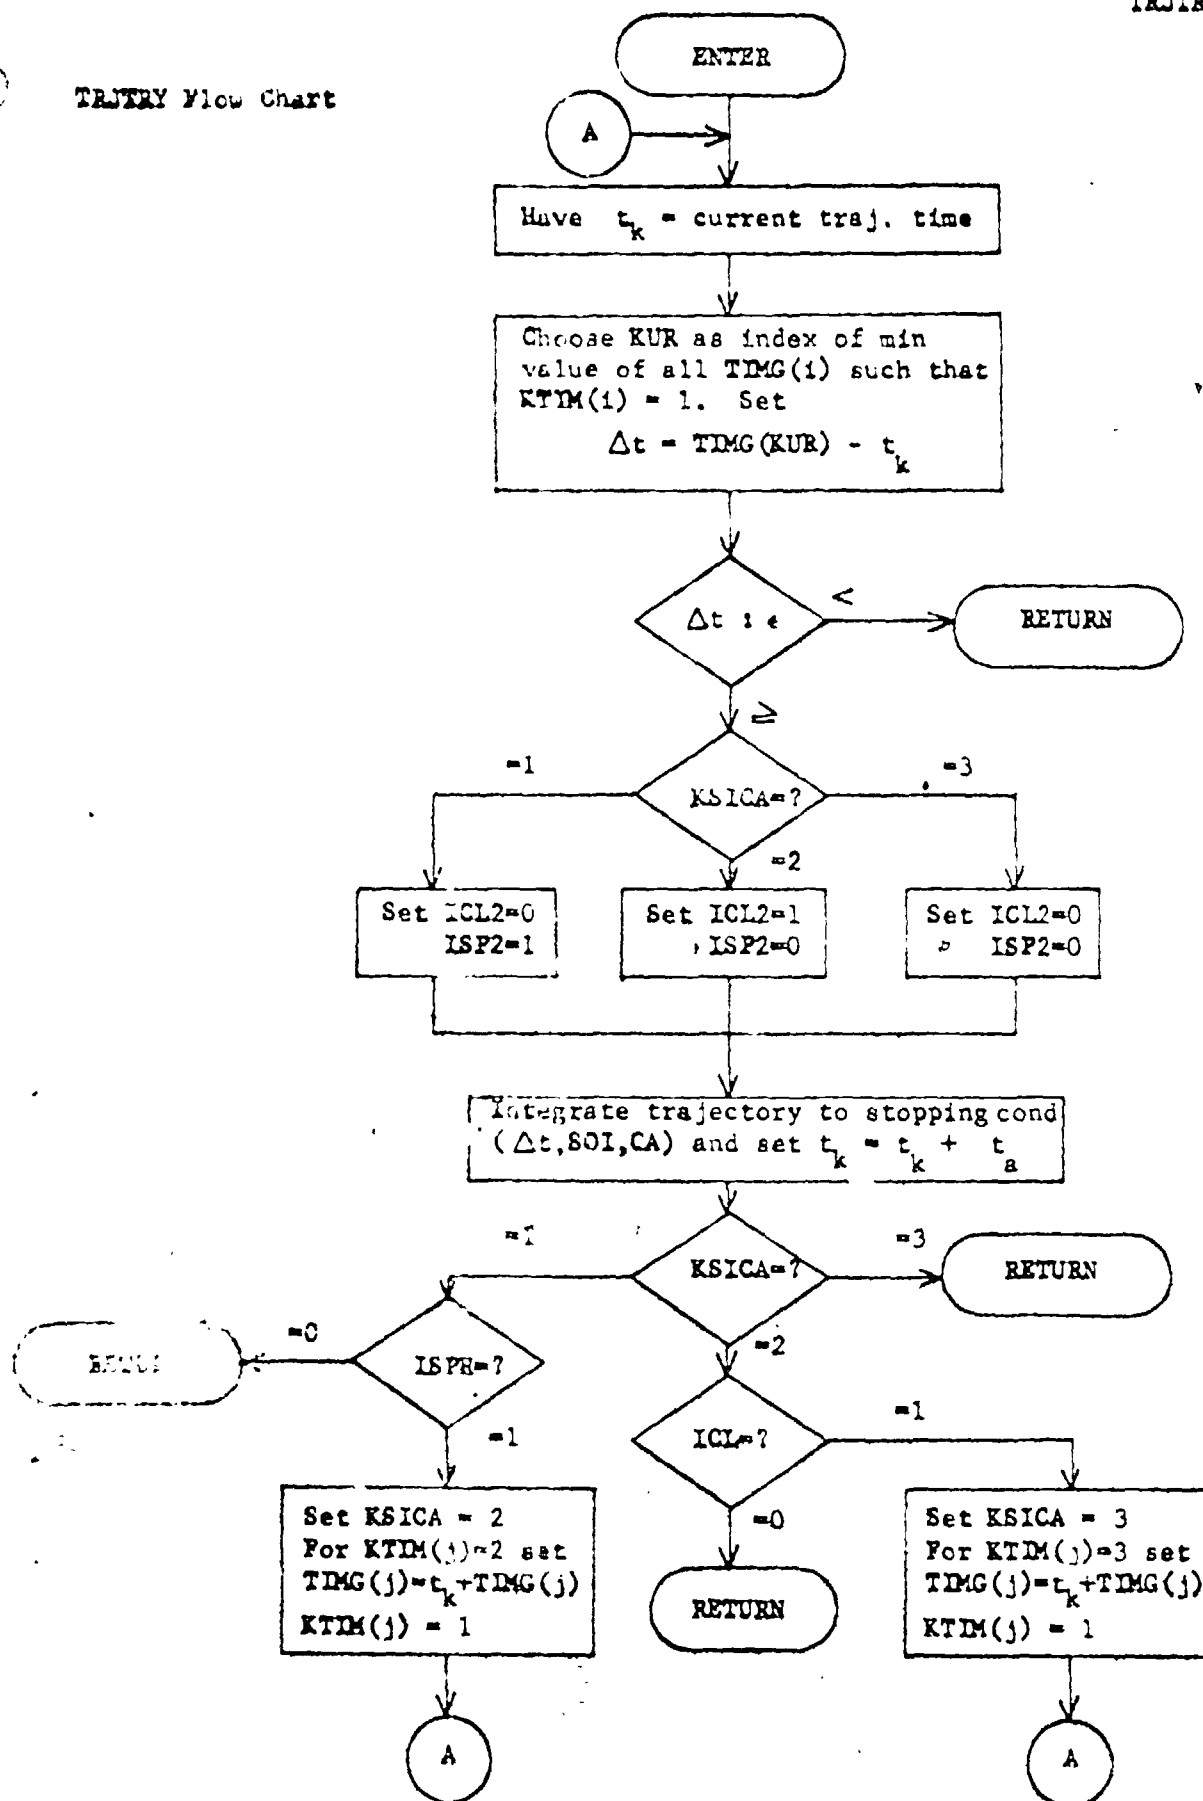 TRJTR
TRJTRY Flow Chart
ENTER
A
Have t_k = current traj. time
Choose KUR as index of min
value of all TIMG(i) such that
KTIM(i) = 1. Set
Δt = TIMG(KUR) - t_k
Δt : ϵ
<
RETURN
≥
KSICA=?
=1
=3
=2
Set ICL2=0
ISP2=1
Set ICL2=1
ISP2=0
Set ICL2=0
ISP2=0
Integrate trajectory to stopping cond
(Δt,SOI,CA) and set t_k = t_k + t_a
KSICA=?
=1
=3
RETURN
=2
ISPH=?
=0
=1
ICL=?
=1
=0
RETURN
Set KSICA = 2
For KTIM(j)=2 set
TIMG(j)=t_k+TIMG(j)
KTIM(j) = 1
Set KSICA = 3
For KTIM(j)=3 set
TIMG(j)=t_k+TIMG(j)
KTIM(j) = 1
A
A